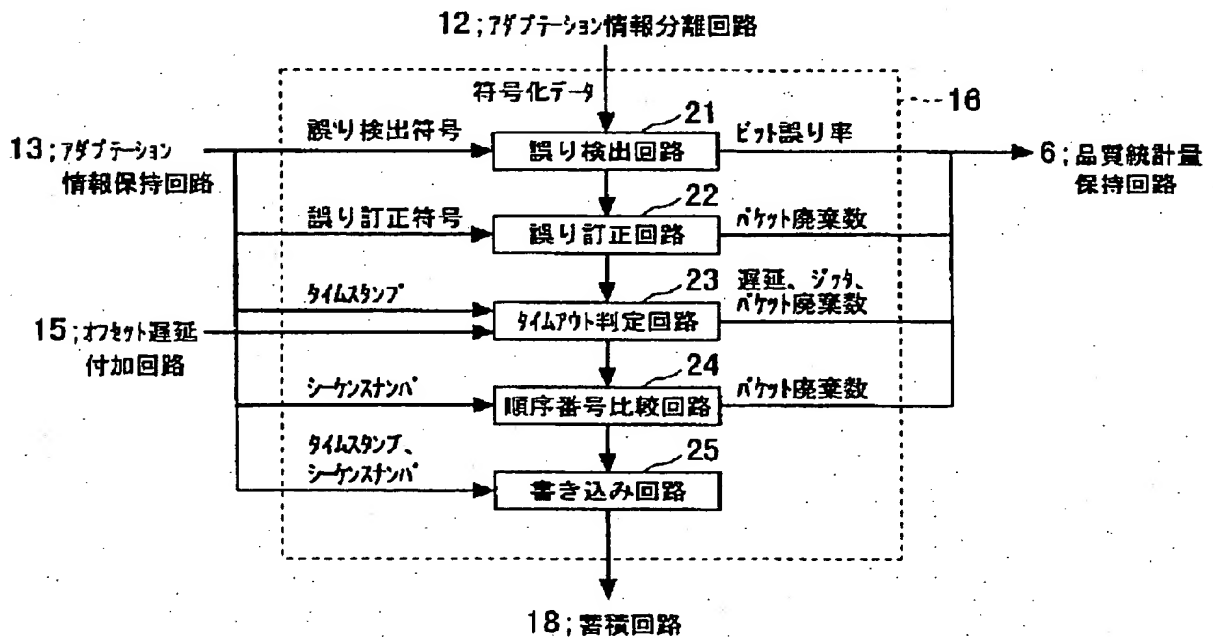 12;アダプテーション情報分離回路
符号化データ
16
21
誤り検出符号
誤り検出回路
ビット誤り率
13;アダプテーション
情報保持回路
6;品質統計量
保持回路
22
誤り訂正符号
誤り訂正回路
パケット廃棄数
23
タイムスタンプ
タイムアウト判定回路
遅延、ジッタ、
パケット廃棄数
15;オフセット遅延
付加回路
24
シーケンスナンバ
順序番号比較回路
パケット廃棄数
25
タイムスタンプ、
シーケンスナンバ
書き込み回路
18;蓄積回路